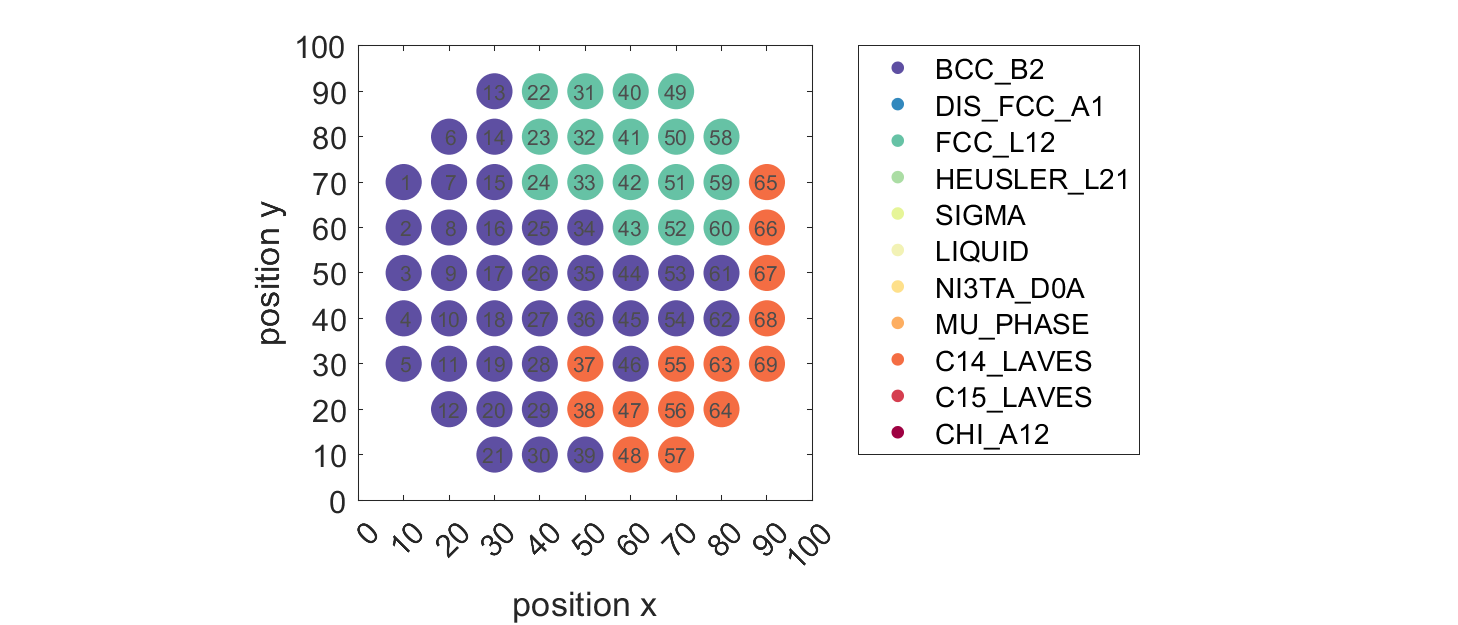 100
90 13 22 31 40 49
80 6 14 23 32 41 50 58
70 1 7 15 24 33 42 51 59 65
60 2 8 16 25 34 43 52 60 66
50 3 9 17 26 35 44 53 61 67
40 4 10 18 27 36 45 54 62 68
30 5 11 19 28 37 46 55 63 69
20 12 20 29 38 47 56 64
10 21 30 39 48 57
0
position y
0 10 20 30 40 50 60 70 80 90 100
position x
BCC_B2
DIS_FCC_A1
FCC_L12
HEUSLER_L21
SIGMA
LIQUID
NI3TA_D0A
MU_PHASE
C14_LAVES
C15_LAVES
CHI_A12